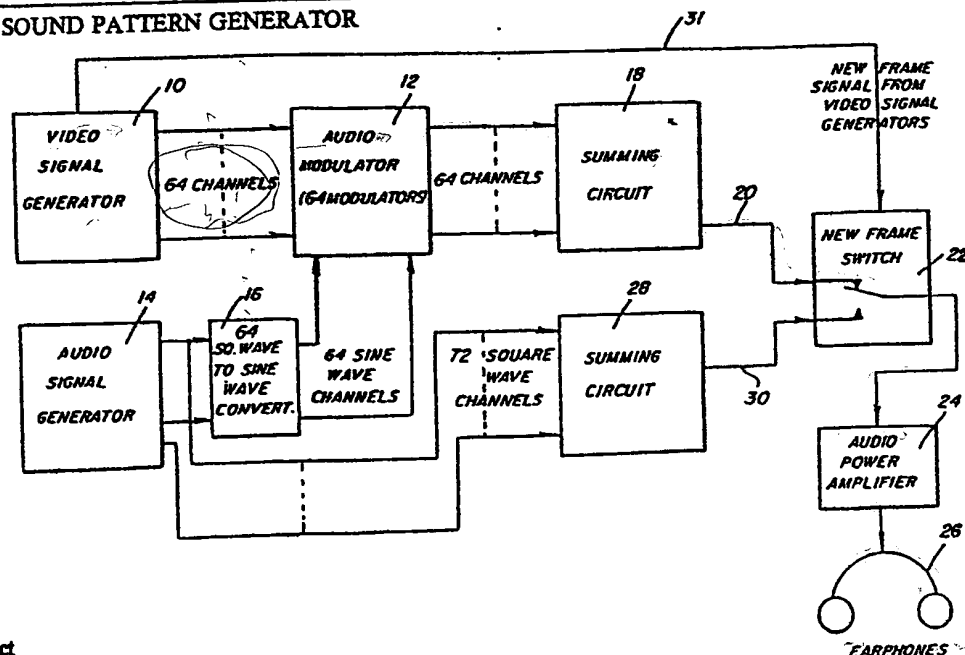 SOUND PATTERN GENERATOR
31
10
VIDEO
SIGNAL
GENERATOR
64 CHANNELS
12
AUDIO
MODULATOR
(64 MODULATORS)
64 CHANNELS
18
SUMMING
CIRCUIT
NEW FRAME
SIGNAL FROM
VIDEO SIGNAL
GENERATORS
20
NEW FRAME
SWITCH
22
14
AUDIO
SIGNAL
GENERATOR
16
64
SQ. WAVE
TO SINE
WAVE
CONVERT.
64 SINE
WAVE
CHANNELS
72 SQUARE
WAVE
CHANNELS
28
SUMMING
CIRCUIT
30
24
AUDIO
POWER
AMPLIFIER
26
EARPHONES
ct